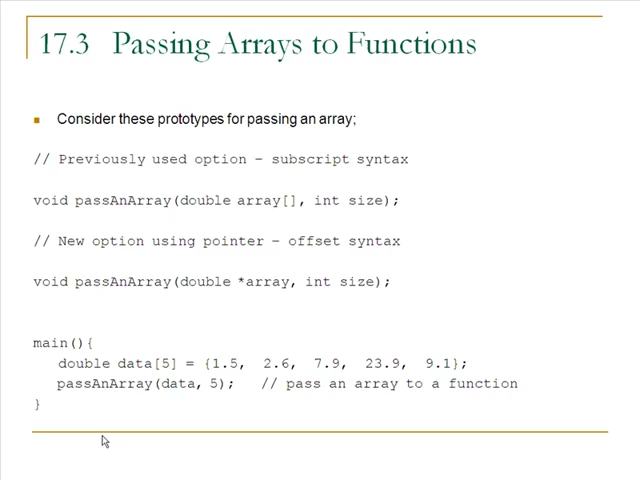 17.3 Passing Arrays to Functions
Consider these prototypes for passing an array;
// Previously used option – subscript syntax
void passAnArray(double array[], int size);
// New option using pointer – offset syntax
void passAnArray(double *array, int size);
main(){
double data[5] = {1.5, 2.6, 7.9, 23.9, 9.1};
passAnArray(data, 5); // pass an array to a function
}